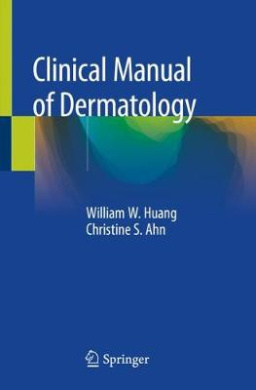 Clinical Manual
of Dermatology
William W. Huang
Christine S. Ahn
Springer